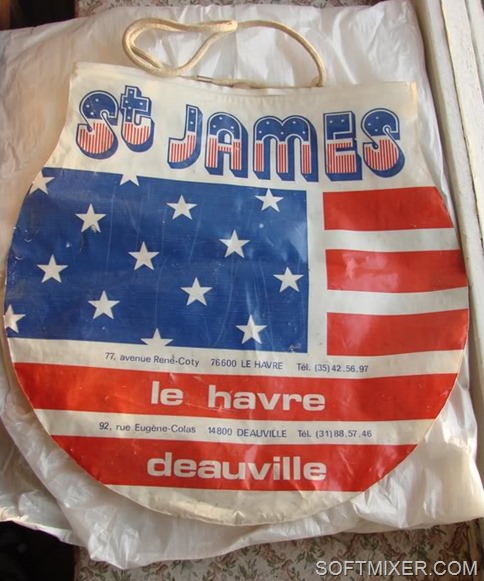 St JAMES
77, avenue René-Coty 76600 LE HAVRE Tél. (35) 42.56.97
le havre
92, rue Eugène-Colas 14800 DEAUVILLE Tél. (31) 88.57.46
deauville
SOFTMIXER.COM